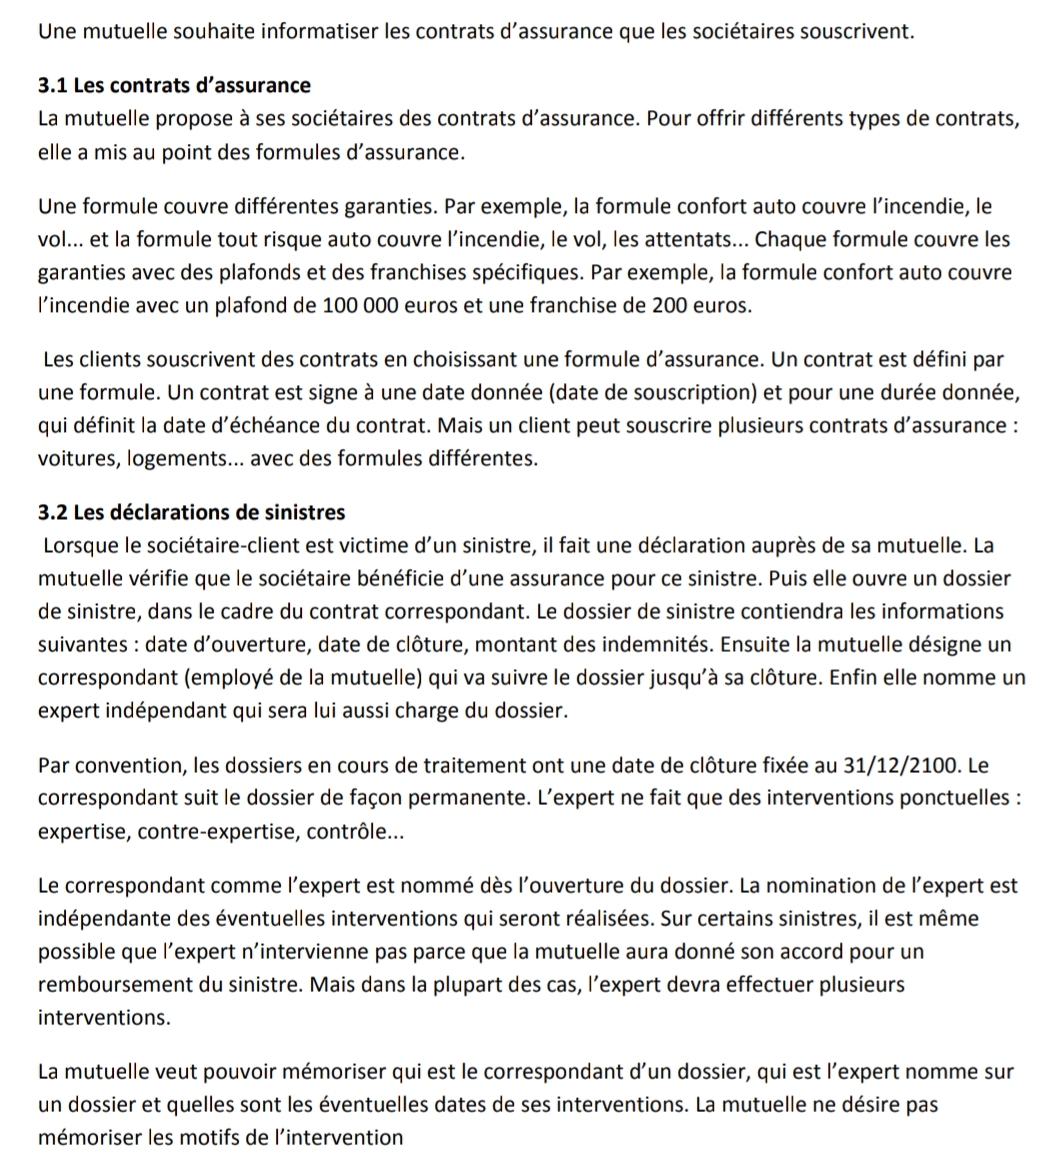 Une mutuelle souhaite informatiser les contrats d’assurance que les sociétaires souscrivent.
3.1 Les contrats d’assurance
La mutuelle propose à ses sociétaires des contrats d’assurance. Pour offrir différents types de contrats,
elle a mis au point des formules d’assurance.
Une formule couvre différentes garanties. Par exemple, la formule confort auto couvre l’incendie, le
vol... et la formule tout risque auto couvre l’incendie, le vol, les attentats... Chaque formule couvre les
garanties avec des plafonds et des franchises spécifiques. Par exemple, la formule confort auto couvre
l’incendie avec un plafond de 100 000 euros et une franchise de 200 euros.
Les clients souscrivent des contrats en choisissant une formule d’assurance. Un contrat est défini par
une formule. Un contrat est signe à une date donnée (date de souscription) et pour une durée donnée,
qui définit la date d’échéance du contrat. Mais un client peut souscrire plusieurs contrats d’assurance :
voitures, logements... avec des formules différentes.
3.2 Les déclarations de sinistres
Lorsque le sociétaire-client est victime d’un sinistre, il fait une déclaration auprès de sa mutuelle. La
mutuelle vérifie que le sociétaire bénéficie d’une assurance pour ce sinistre. Puis elle ouvre un dossier
de sinistre, dans le cadre du contrat correspondant. Le dossier de sinistre contiendra les informations
suivantes : date d’ouverture, date de clôture, montant des indemnités. Ensuite la mutuelle désigne un
correspondant (employé de la mutuelle) qui va suivre le dossier jusqu’à sa clôture. Enfin elle nomme un
expert indépendant qui sera lui aussi charge du dossier.
Par convention, les dossiers en cours de traitement ont une date de clôture fixée au 31/12/2100. Le
correspondant suit le dossier de façon permanente. L’expert ne fait que des interventions ponctuelles :
expertise, contre-expertise, contrôle...
Le correspondant comme l’expert est nommé dès l’ouverture du dossier. La nomination de l’expert est
indépendante des éventuelles interventions qui seront réalisées. Sur certains sinistres, il est même
possible que l’expert n’intervienne pas parce que la mutuelle aura donné son accord pour un
remboursement du sinistre. Mais dans la plupart des cas, l’expert devra effectuer plusieurs
interventions.
La mutuelle veut pouvoir mémoriser qui est le correspondant d’un dossier, qui est l’expert nomme sur
un dossier et quelles sont les éventuelles dates de ses interventions. La mutuelle ne désire pas
mémoriser les motifs de l’intervention